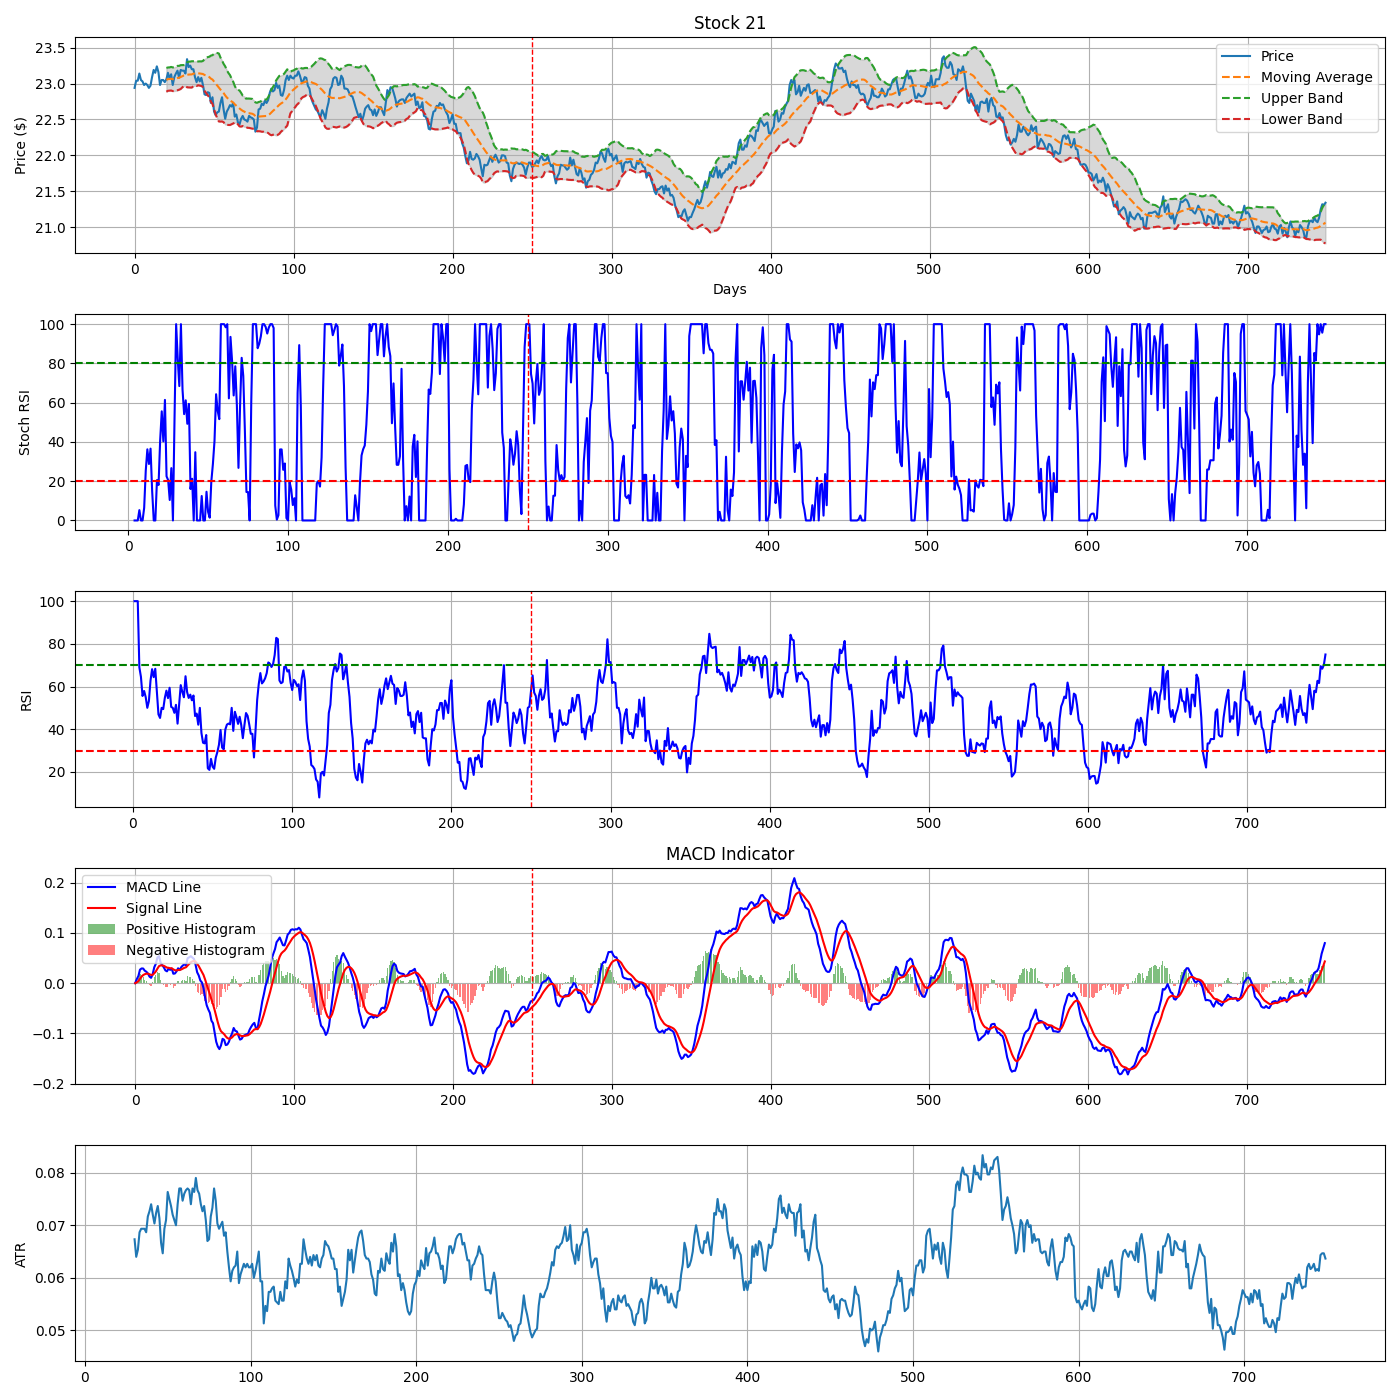 Stock 21
Price ($)
23.5
23.0
22.5
22.0
21.5
21.0
Price
Moving Average
Upper Band
Lower Band
0 100 200 300 400 500 600 700
Days
Stoch RSI
100
80
60
40
20
0
0 100 200 300 400 500 600 700
RSI
100
80
60
40
20
0 100 200 300 400 500 600 700
MACD Indicator
0.2
0.1
0.0
−0.1
−0.2
MACD Line
Signal Line
Positive Histogram
Negative Histogram
0 100 200 300 400 500 600 700
ATR
0.08
0.07
0.06
0.05
0 100 200 300 400 500 600 700